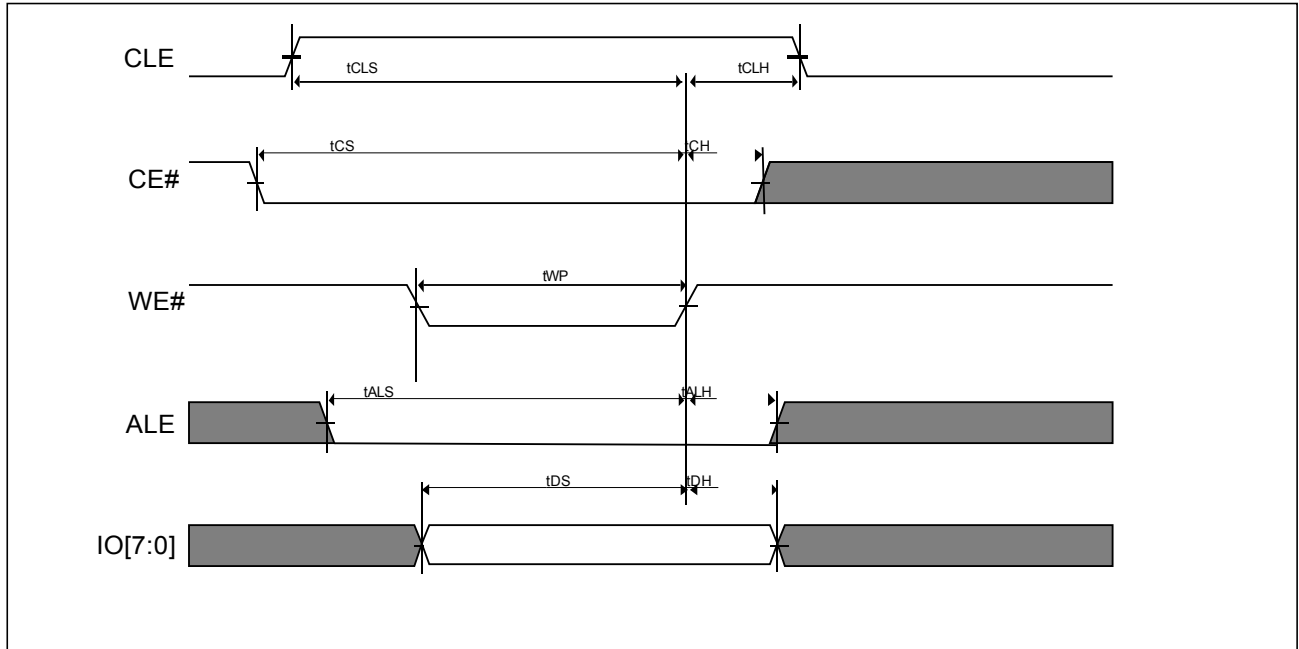 CLE
tCLS
tCLH
CE#
tCS
tCH
WE#
tWP
ALE
tALS
tALH
IO[7:0]
tDS
tDH